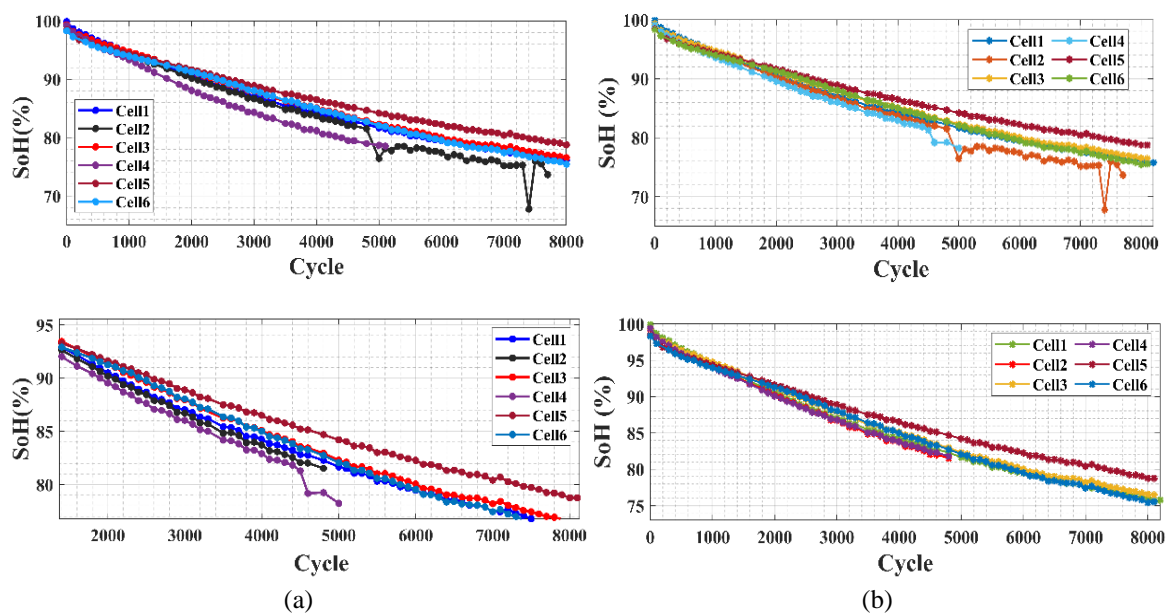 100
90
80
70
SoH(%)
Cell1
Cell2
Cell3
Cell4
Cell5
Cell6
0 1000 2000 3000 4000 5000 6000 7000 8000
Cycle
100
90
80
70
SoH (%)
Cell1 Cell4
Cell2 Cell5
Cell3 Cell6
0 1000 2000 3000 4000 5000 6000 7000 8000
Cycle
95
90
85
80
SoH(%)
Cell1
Cell2
Cell3
Cell4
Cell5
Cell6
2000 3000 4000 5000 6000 7000 8000
Cycle
(a)
100
95
90
85
80
75
SoH (%)
Cell1 Cell4
Cell2 Cell5
Cell3 Cell6
0 1000 2000 3000 4000 5000 6000 7000 8000
Cycle
(b)